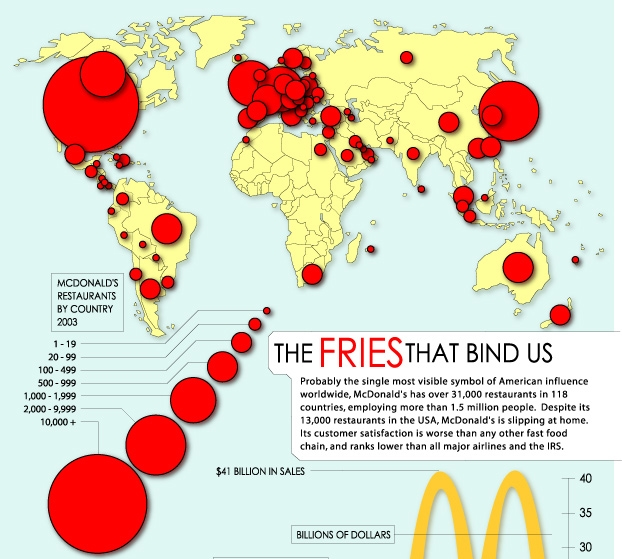 MCDONALD'S
RESTAURANTS
BY COUNTRY
2003
1 - 19
20 - 99
100 - 499
500 - 999
1,000 - 1,999
2,000 - 9,999
10,000 +
THE FRIES THAT BIND US
Probably the single most visible symbol of American influence
worldwide, McDonald's has over 31,000 restaurants in 118
countries, employing more than 1.5 million people. Despite its
13,000 restaurants in the USA, McDonald's is slipping at home.
Its customer satisfaction is worse than any other fast food
chain, and ranks lower than all major airlines and the IRS.
$41 BILLION IN SALES
40
35
BILLIONS OF DOLLARS
30